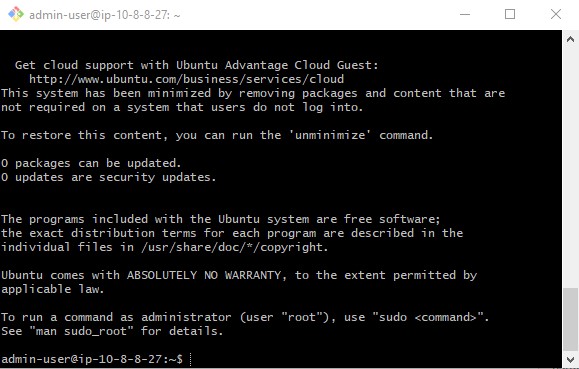 admin-user@ip-10-8-8-27: ~
Get cloud support with Ubuntu Advantage Cloud Guest:
http://www.ubuntu.com/business/services/cloud
This system has been minimized by removing packages and content that are
not required on a system that users do not log into.
To restore this content, you can run the 'unminimize' command.
0 packages can be updated.
0 updates are security updates.
The programs included with the Ubuntu system are free software;
the exact distribution terms for each program are described in the
individual files in /usr/share/doc/*/copyright.
Ubuntu comes with ABSOLUTELY NO WARRANTY, to the extent permitted by
applicable law.
To run a command as administrator (user "root"), use "sudo <command>".
See "man sudo_root" for details.
admin-user@ip-10-8-8-27:~$